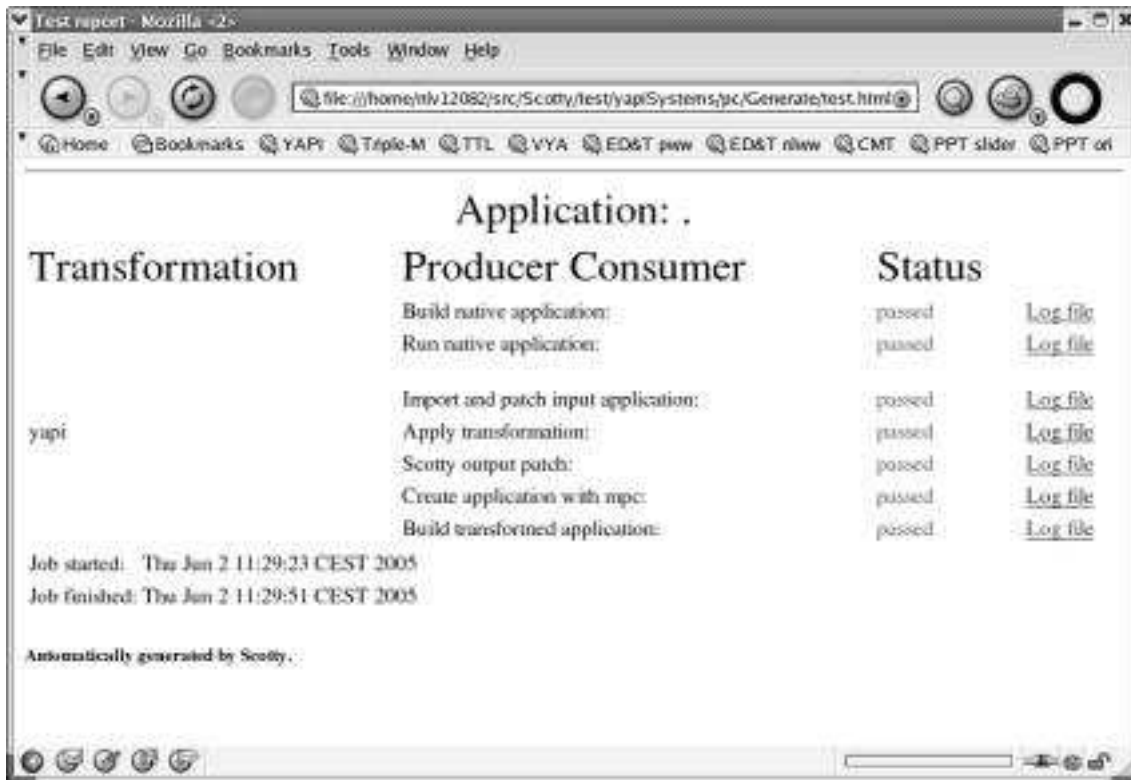 Test report - Mozilla <2>
File Edit View Go Bookmarks Tools Window Help
file:///home/nlv12082/src/Scotty/test/yapiSystems/pc/Generate/test.html
Home Bookmarks YAPI Triple-M TTL VYA ED&T pww ED&T nlww CMT PPT slider PPT ori
Application: .
Transformation Producer Consumer Status
Build native application: passed Log file
Run native application: passed Log file
Import and patch input application: passed Log file
yapi Apply transformation: passed Log file
Scotty output patch: passed Log file
Create application with mpc: passed Log file
Build transformed application: passed Log file
Job started: Thu Jun 2 11:29:23 CEST 2005
Job finished: Thu Jun 2 11:29:51 CEST 2005
Automatically generated by Scotty.